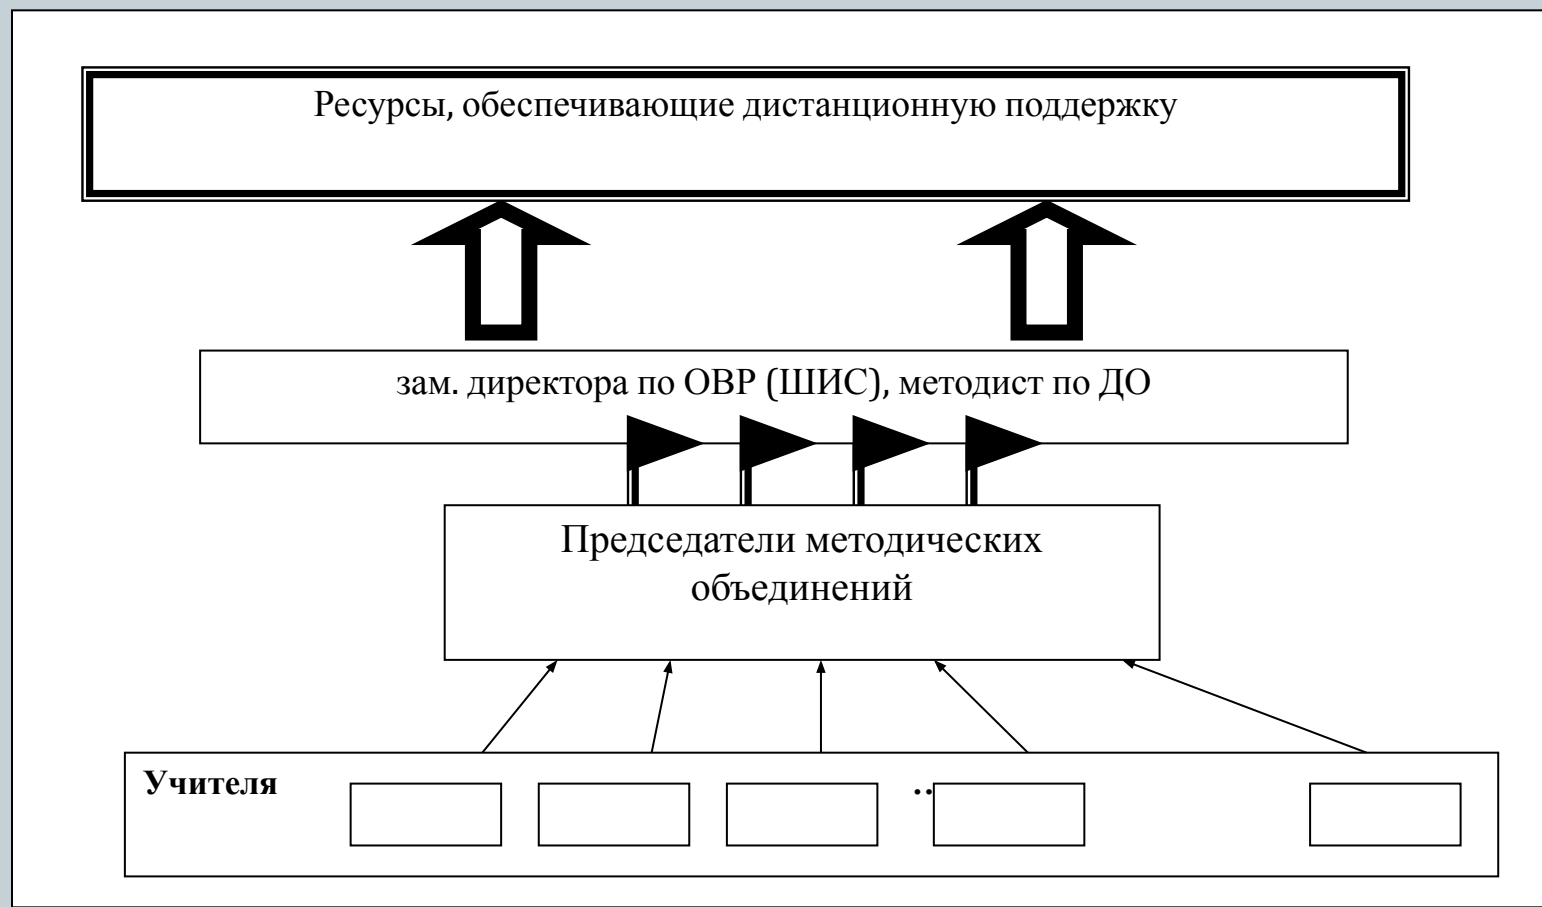 Ресурсы, обеспечивающие дистанционную поддержку
зам. директора по ОВР (ШИС), методист по ДО
Председатели методических
объединений
Учителя
..